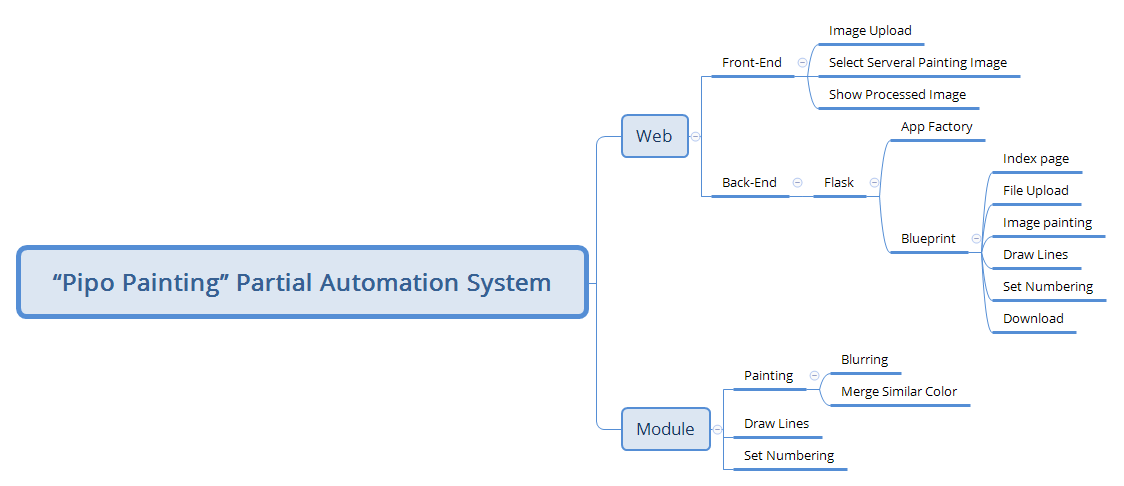 “Pipo Painting” Partial Automation System
Web
Front-End
Image Upload
Select Serveral Painting Image
Show Processed Image
Back-End
Flask
App Factory
Blueprint
Index page
File Upload
Image painting
Draw Lines
Set Numbering
Download
Module
Painting
Blurring
Merge Similar Color
Draw Lines
Set Numbering